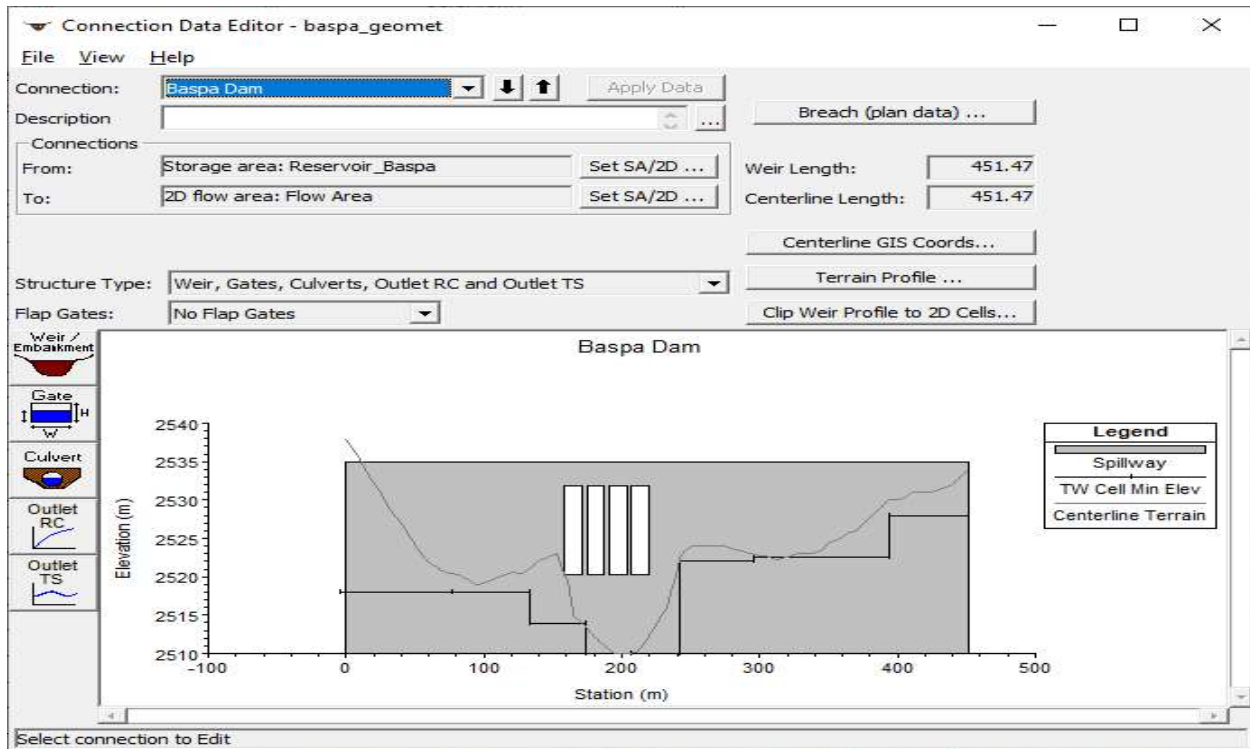 Connection Data Editor - baspa_geomet
File View Help
Connection: Baspa Dam Apply Data
Description ... Breach (plan data) ...
Connections
From: Storage area: Reservoir_Baspa Set SA/2D ... Weir Length: 451.47
To: 2D flow area: Flow Area Set SA/2D ... Centerline Length: 451.47
Centerline GIS Coords...
Structure Type: Weir, Gates, Culverts, Outlet RC and Outlet TS Terrain Profile ...
Flap Gates: No Flap Gates Clip Weir Profile to 2D Cells...
Weir /
Embankment
Gate
H
W
Culvert
Outlet
RC
Outlet
TS
Baspa Dam
Elevation (m)
2540
2535
2530
2525
2520
2515
2510
-100 0 100 200 300 400 500
Station (m)
Legend
Spillway
TW Cell Min Elev
Centerline Terrain
Select connection to Edit